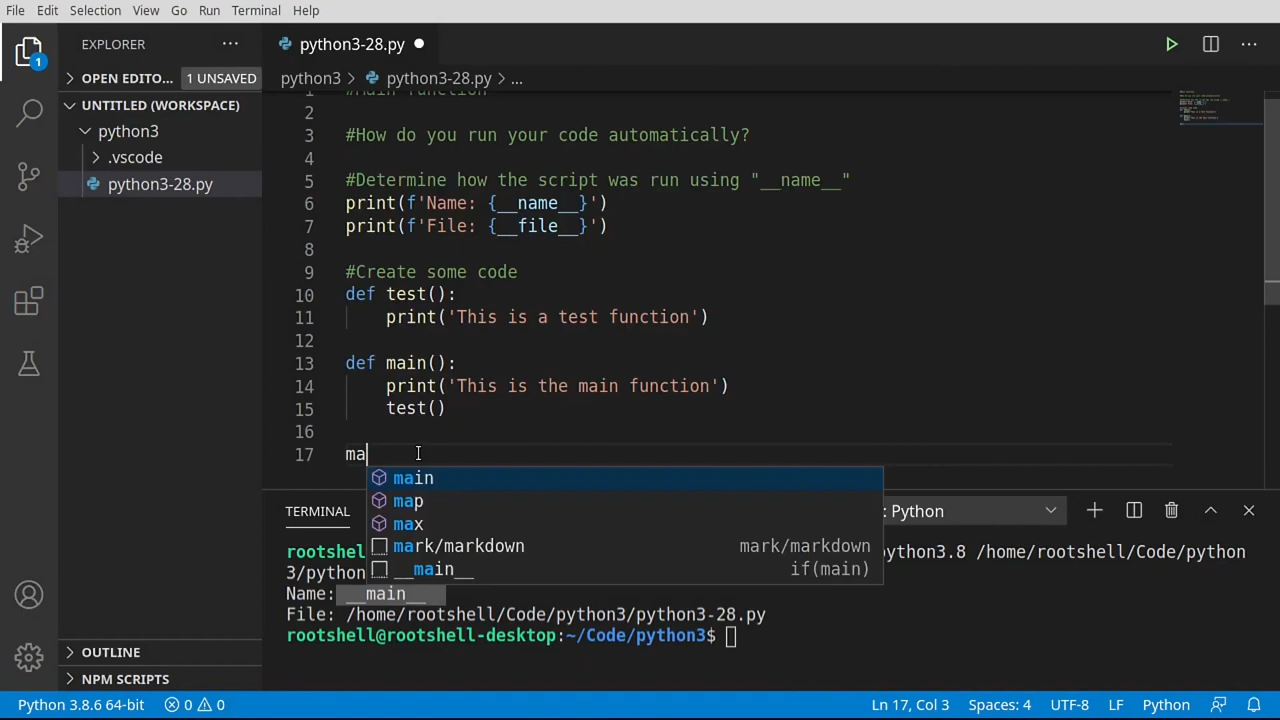 File Edit Selection View Go Run Terminal Help
EXPLORER ...
python3-28.py
1
OPEN EDITO... 1 UNSAVED
python3 > python3-28.py > ...
UNTITLED (WORKSPACE)
python3
.vscode
python3-28.py
1 #Main function
2
3 #How do you run your code automatically?
4
5 #Determine how the script was run using "__name__"
6 print(f'Name: {__name__}')
7 print(f'File: {__file__}')
8
9 #Create some code
10 def test():
11 print('This is a test function')
12
13 def main():
14 print('This is the main function')
15 test()
16
17 ma
main
map
max
mark/markdown mark/markdown
__main__ if(main)
TERMINAL : Python
rootshell ython3.8 /home/rootshell/Code/python
3/python
Name: __main__
File: /home/rootshell/Code/python3/python3-28.py
rootshell@rootshell-desktop:~/Code/python3$
OUTLINE
NPM SCRIPTS
Python 3.8.6 64-bit 0 0 Ln 17, Col 3 Spaces: 4 UTF-8 LF Python